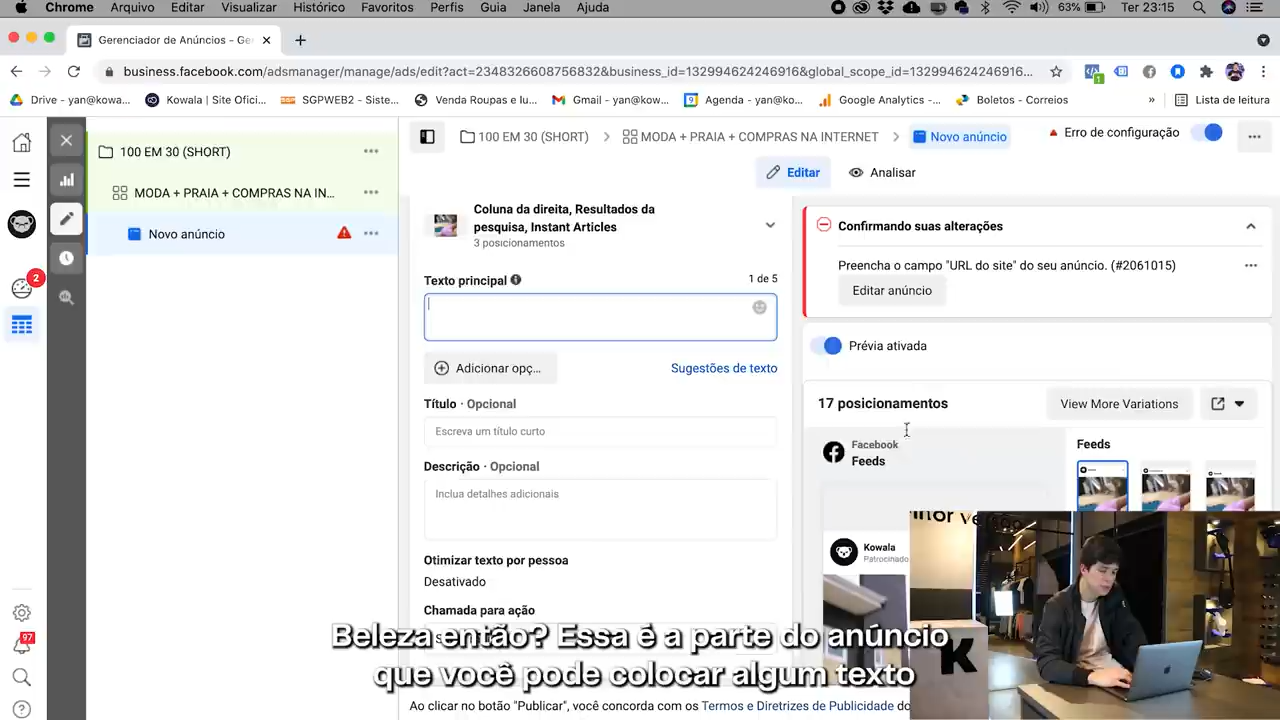 Chrome Arquivo Editar Visualizar Histórico Favoritos Perfis Guia Janela Ajuda 63% Ter 23:15
Gerenciador de Anúncios - Ge
business.facebook.com/adsmanager/manage/ads/edit?act=2348326608756832&business_id=132994624246916&global_scope_id=132994624246916...
1
Drive - yan@kowa... Kowala | Site Ofici... SGPWEB2 - Siste... Venda Roupas e lu... Gmail - yan@kow... Agenda - yan@ko... Google Analytics -... Boletos - Correios » Lista de leitura
100 EM 30 (SHORT)
MODA + PRAIA + COMPRAS NA IN...
Novo anúncio
2
97
100 EM 30 (SHORT) > MODA + PRAIA + COMPRAS NA INTERNET > Novo anúncio
Erro de configuração
Editar Analisar
Coluna da direita, Resultados da
pesquisa, Instant Articles
3 posicionamentos
Texto principal 1 de 5
Adicionar opç... Sugestões de texto
Título · Opcional
Escreva um título curto
Descrição · Opcional
Inclua detalhes adicionais
Otimizar texto por pessoa
Desativado
Chamada para ação
Ao clicar no botão "Publicar", você concorda com os Termos e Diretrizes de Publicidade do
Confirmando suas alterações
Preencha o campo "URL do site" do seu anúncio. (#2061015)
Editar anúncio
Prévia ativada
17 posicionamentos View More Variations
Facebook
Feeds
Feeds
Kowala
Patrocinado
K
Beleza então? Essa é a parte do anúncio
que você pode colocar algum texto